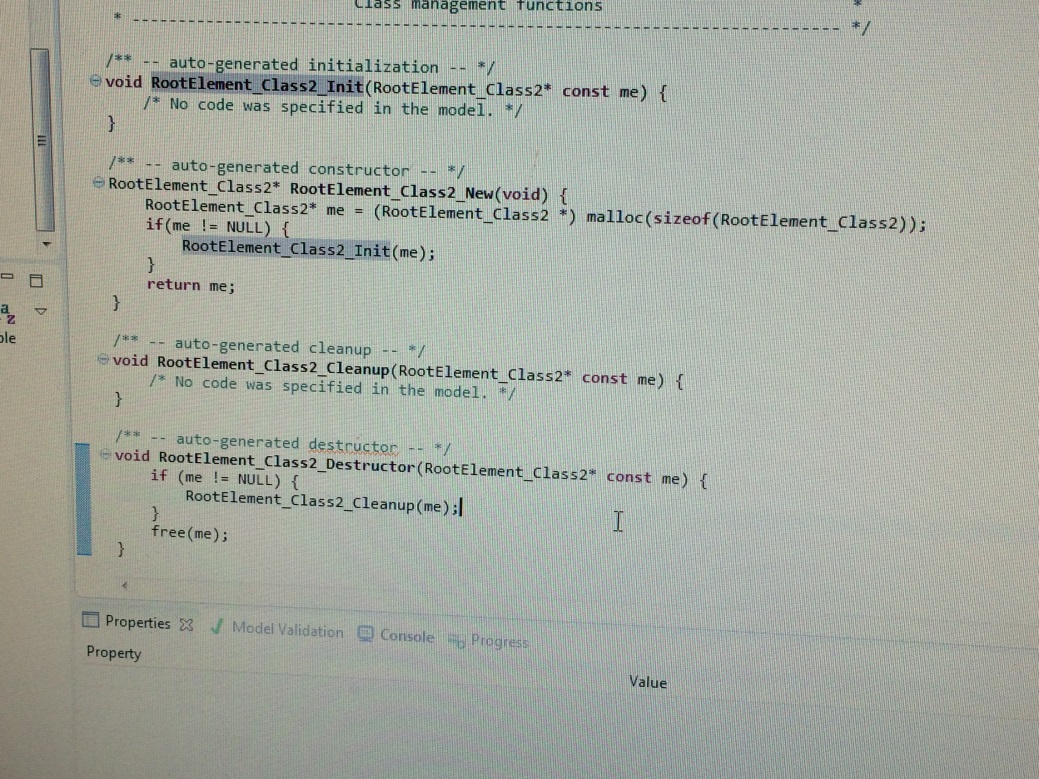 Class management functions *
* ------------------------------------------------------------------------- */
/** -- auto-generated initialization -- */
void RootElement_Class2_Init(RootElement_Class2* const me) {
/* No code was specified in the model. */
}
/** -- auto-generated constructor -- */
RootElement_Class2* RootElement_Class2_New(void) {
RootElement_Class2* me = (RootElement_Class2 *) malloc(sizeof(RootElement_Class2));
if(me != NULL) {
RootElement_Class2_Init(me);
}
return me;
}
/** -- auto-generated cleanup -- */
void RootElement_Class2_Cleanup(RootElement_Class2* const me) {
/* No code was specified in the model. */
}
/** -- auto-generated destructor -- */
void RootElement_Class2_Destructor(RootElement_Class2* const me) {
if (me != NULL) {
RootElement_Class2_Cleanup(me);
}
free(me);
}
Properties Model Validation Console Progress
Property Value